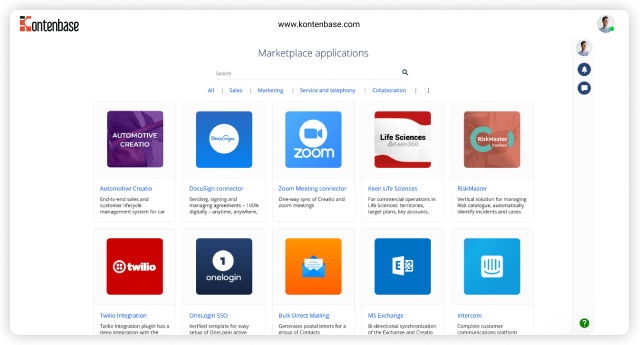 Kontenbase
www.kontenbase.com
Marketplace applications
Search
All | Sales | Marketing | Service and telephony | Collaboration |
AUTOMOTIVE
CREATIO
DocuSign
zoom
Life Sciences
Keen360
RiskMaster
Automotive Creatio
End-to-end sales and
customer lifecycle
management system for car
DocuSign connector
Sending, signing and
managing agreements – 100%
digitally – anytime, anywhere,
Zoom Meeting connector
One-way sync of Creatio and
zoom meetings
Keen Life Sciences
For commercial operations in
Life Sciences' territories,
target plans, key accounts,
RiskMaster
Vertical solution for managing
Risk catalogue, automatically
identify incidents and cases
twilio
1
onelogin
E
Twilio Integration
Twilio Integration plugin has a
deep integration with the
OneLogin SSO
Verified template for easy
setup of OneLogin active
Bulk Direct Mailing
Generates postal letters for a
group of Contacts
MS Exchange
Bi-directional synchronization
of the Exchange and Creatio
Intercom
Complete customer
communications platform
?